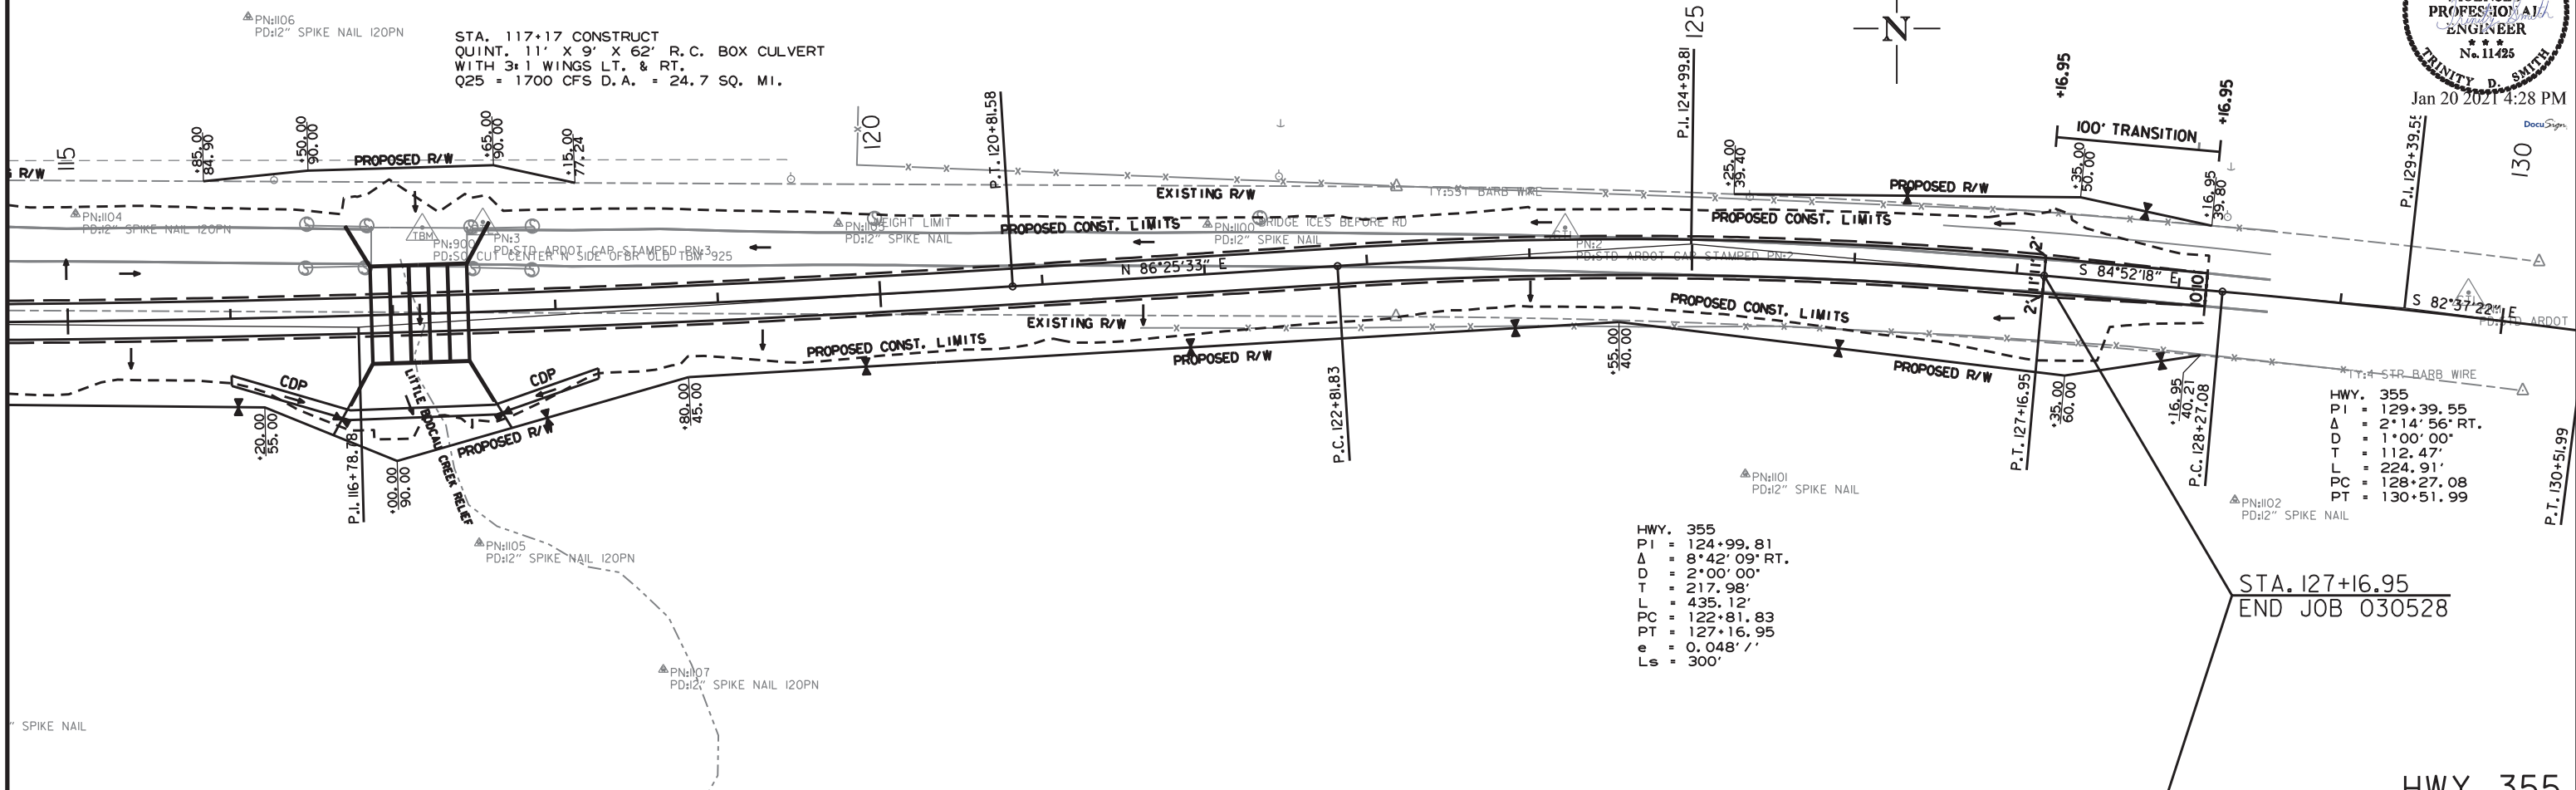 PN:1106
PD:12" SPIKE NAIL 120PN
STA. 117+17 CONSTRUCT
QUINT. 11' X 9' X 62' R.C. BOX CULVERT
WITH 3:1 WINGS LT. & RT.
Q25 = 1700 CFS D.A. = 24.7 SQ. MI.
N
PROFESSIONAL
ENGINEER
* * *
No. 11425
TRINITY D. SMITH
Jan 20 2021 4:28 PM
DocuSign
115
120
125
130
R/W
+85.00
84.90
+50.00
90.00
PROPOSED R/W
+65.00
90.00
+15.00
77.24
P.T. 120+81.58
P.I. 124+99.81
+16.95
+16.95
100' TRANSITION
EXISTING R/W
TY:5ST BARB WIRE
+25.00
39.40
PROPOSED R/W
+35.00
50.00
+16.95
39.80
P.I. 129+39.55
PN:1104
PD:12" SPIKE NAIL 120PN
TBM
PN:900
PD:SQ CUT CENTER N SIDE OFBR OLD TBM 925
PN:3
PD:STD ARDOT CAP STAMPED PN:3
WEIGHT LIMIT
PD:12" SPIKE NAIL
PROPOSED CONST. LIMITS
BRIDGE ICES BEFORE RD
PN:1100
PD:12" SPIKE NAIL
PN:2
PD:STD ARDOT CAP STAMPED PN:2
PROPOSED CONST. LIMITS
N 86°25'33" E
S 84°52'18" E
S 82°37'22" E
2' 11' 11' 2'
PD:STD ARDOT
EXISTING R/W
PROPOSED CONST. LIMITS
PROPOSED CONST. LIMITS
PROPOSED R/W
PROPOSED R/W
CDP
CDP
LITTLE BODCAU CREEK RELIEF
PROPOSED R/W
+20.00
55.00
P.I. 116+78.78
+00.00
90.00
+80.00
45.00
P.C. 122+81.83
+55.00
40.00
P.T. 127+16.95
+35.00
60.00
+16.95
40.21
P.C. 128+27.08
TY:4 STR BARB WIRE
HWY. 355
PI = 129+39.55
Δ = 2°14'56" RT.
D = 1°00'00"
T = 112.47'
L = 224.91'
PC = 128+27.08
PT = 130+51.99
P.T. 130+51.99
PN:1101
PD:12" SPIKE NAIL
PN:1102
PD:12" SPIKE NAIL
HWY. 355
PI = 124+99.81
Δ = 8°42'09" RT.
D = 2°00'00"
T = 217.98'
L = 435.12'
PC = 122+81.83
PT = 127+16.95
e = 0.048'/'
Ls = 300'
PN:1105
PD:12" SPIKE NAIL 120PN
STA. 127+16.95
END JOB 030528
PN:1107
PD:12" SPIKE NAIL 120PN
" SPIKE NAIL
HWY 355